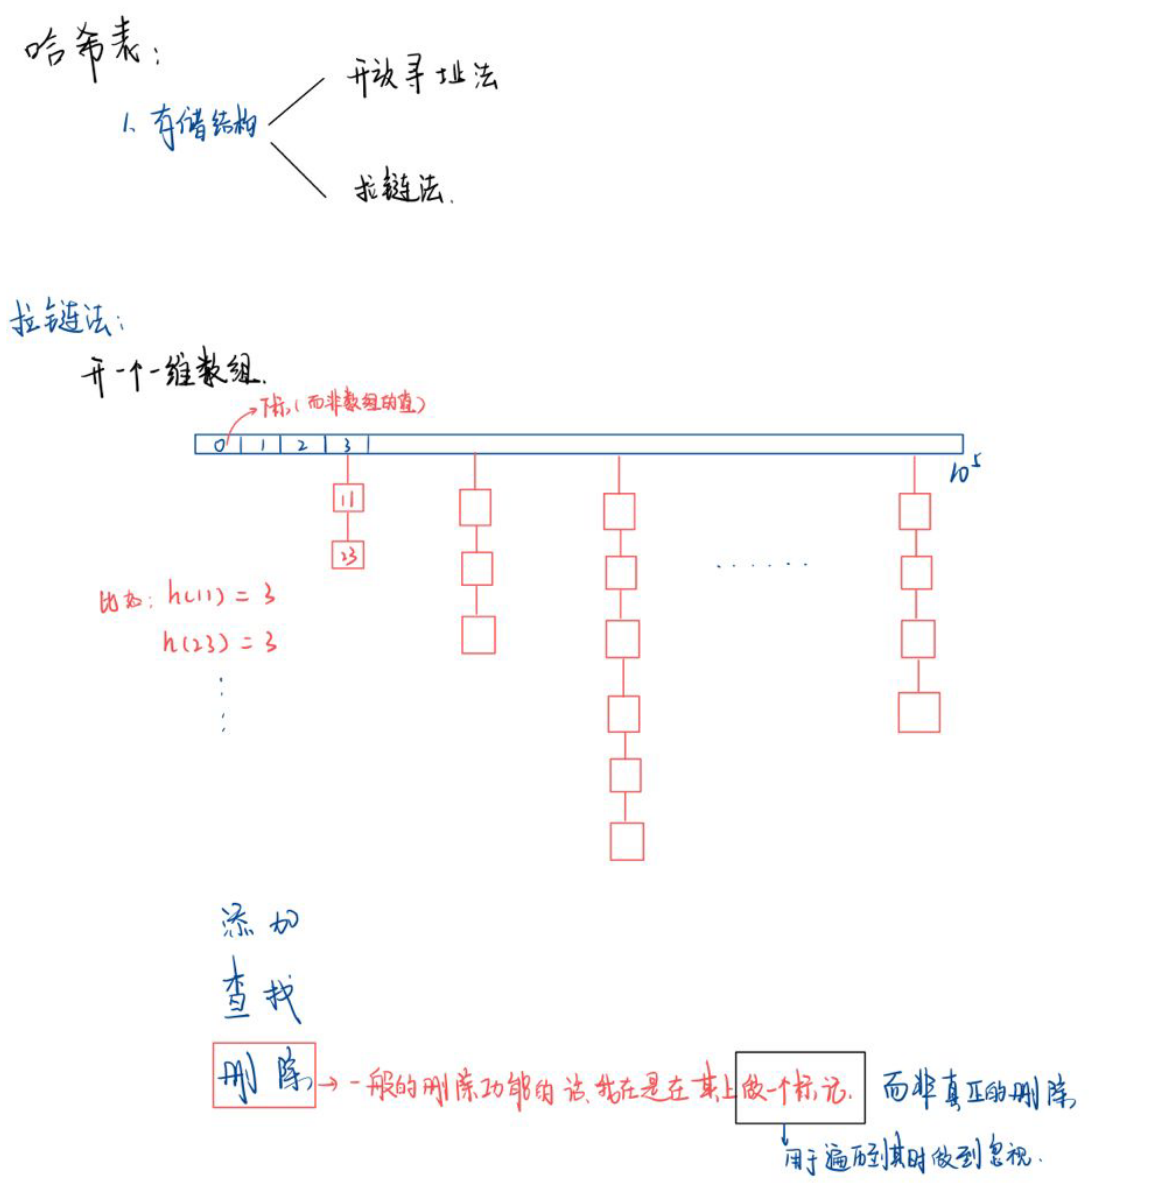 哈希表:
1、存储结构
开放寻址法
拉链法.
拉链法:
开一个一维数组.
下标(而非数组的值)
0 1 2 3
10^5
11
23
比如: h(11) = 3
h(23) = 3
添加
查找
删除 → 一般的删除功能的话,我在是在其上做一个标记. 而非真正的删除
用于遍历到其时做到忽视.